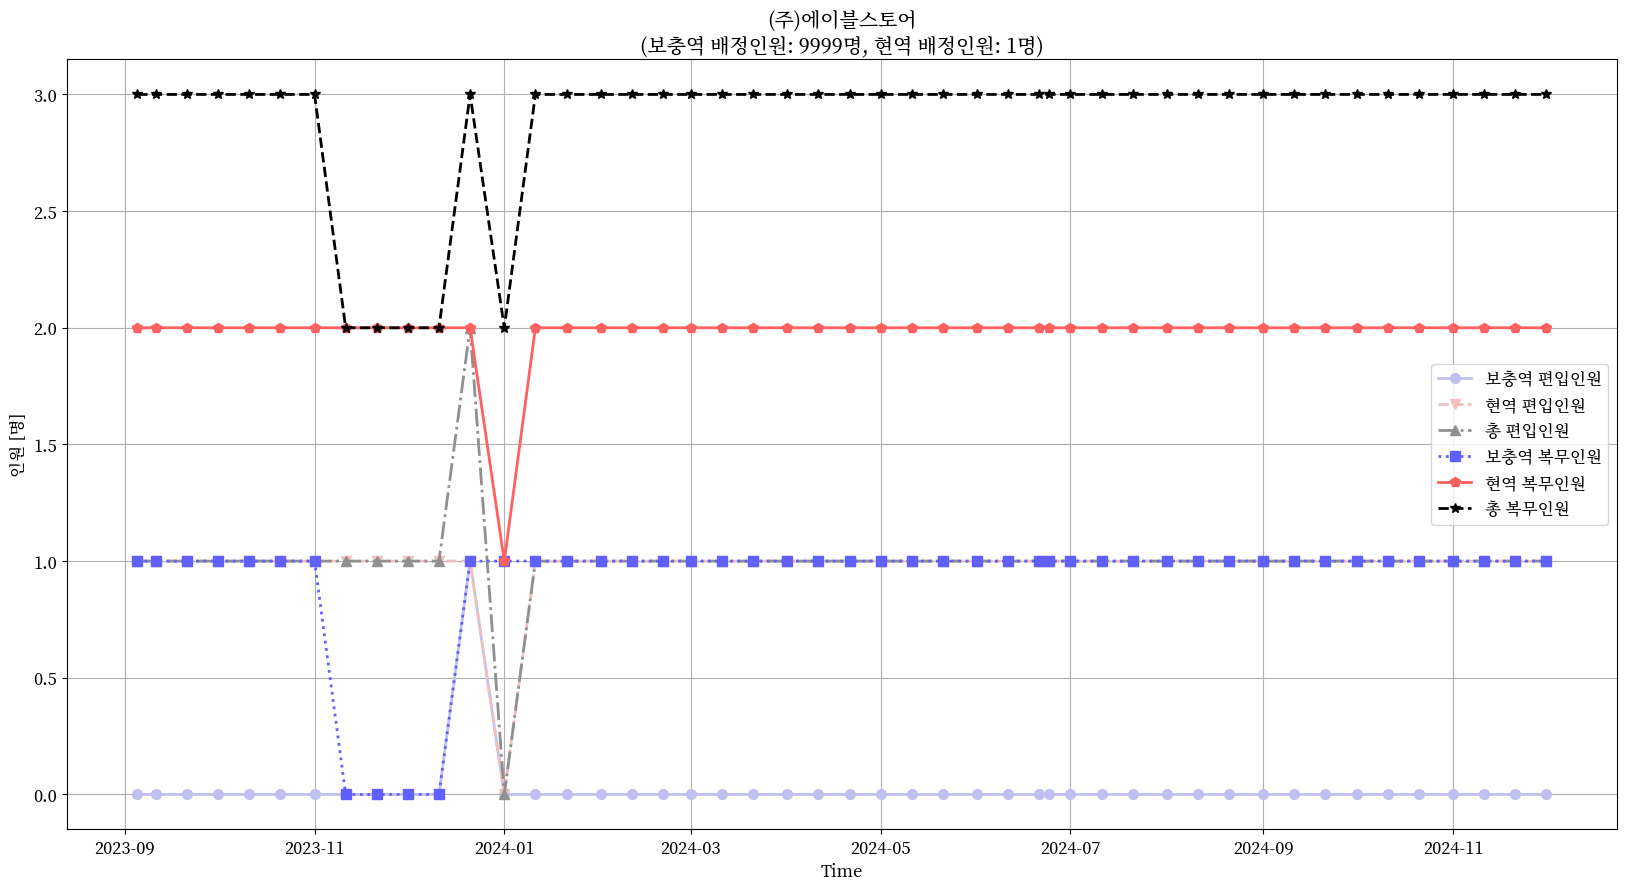 (주)에이블스토어
(보충역 배정인원: 9999명, 현역 배정인원: 1명)
3.0
2.5
2.0
1.5
1.0
0.5
0.0
인원 [명]
보충역 편입인원
현역 편입인원
총 편입인원
보충역 복무인원
현역 복무인원
총 복무인원
2023-09
2023-11
2024-01
2024-03
2024-05
2024-07
2024-09
2024-11
Time